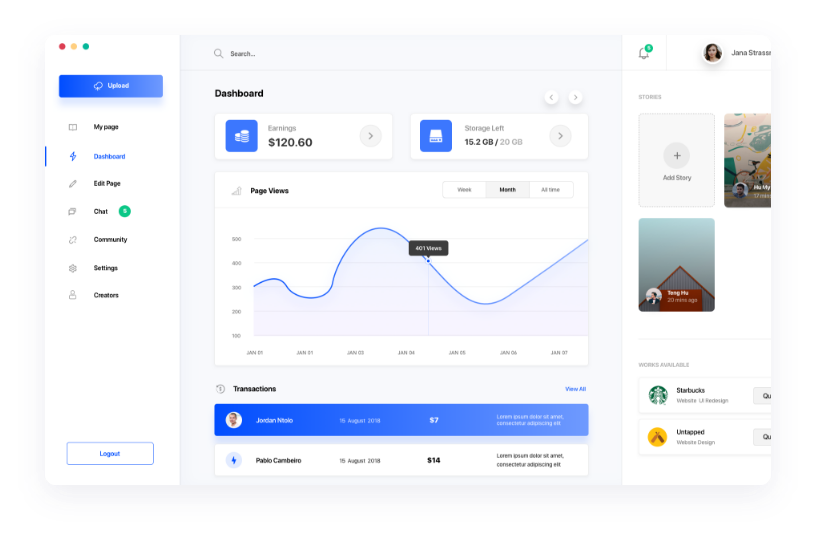 Upload
My page
Dashboard
Edit Page
Chat 5
Community
Settings
Creators
Logout
Search...
Dashboard
Earnings
$120.60
Storage Left
15.2 GB / 20 GB
Page Views
Week Month All time
500
400
300
200
100
401 Views
JAN 01 JAN 01 JAN 03 JAN 04 JAN 05 JAN 06 JAN 07
Transactions View All
Jordan Ntolo 15 August 2018 $7 Lorem ipsum dolor sit amet,
consectetur adipiscing elit
Pablo Cambeiro 15 August 2018 $14 Lorem ipsum dolor sit amet,
consectetur adipiscing elit
5
Jana Strassm
STORIES
Add Story
Hu My
17 mins
Tong Hu
20 mins ago
WORKS AVAILABLE
Starbucks
Website UI Redesign
Qu
Untapped
Website Design
Qu